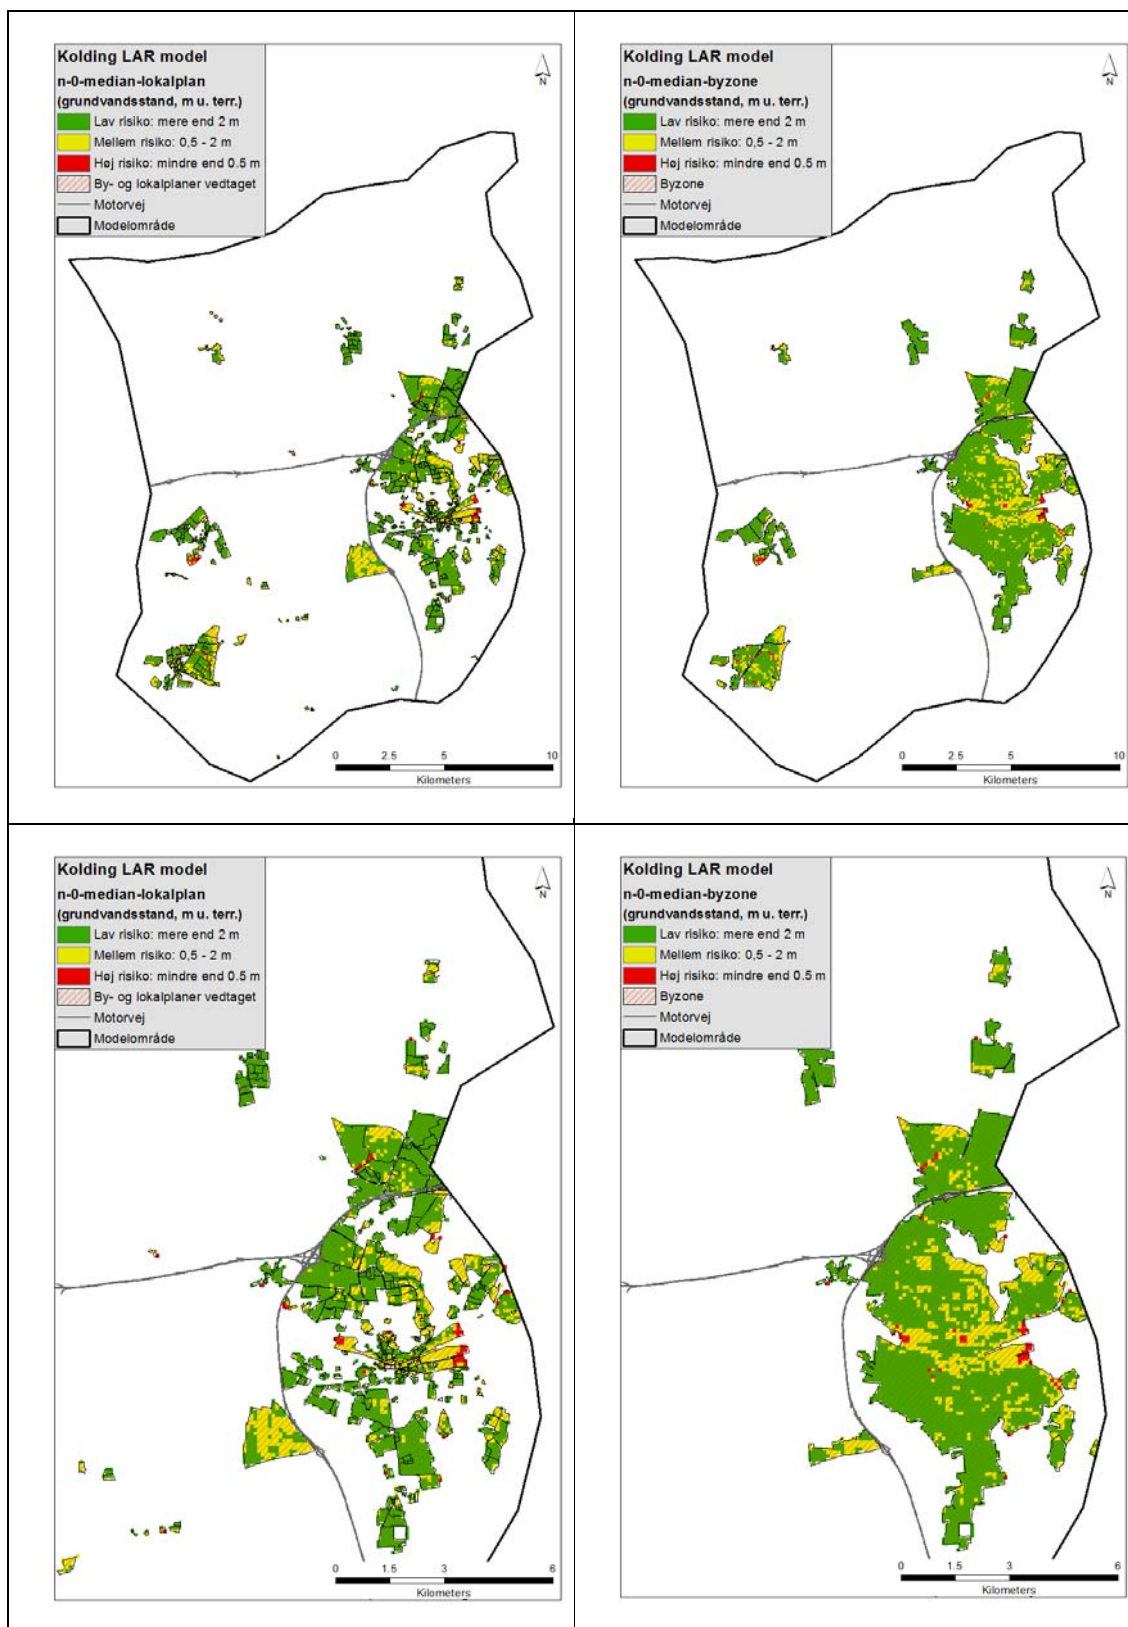 Kolding LAR model
n-0-median-lokalplan
(grundvandsstand, m u. terr.)
Lav risiko: mere end 2 m
Mellem risiko: 0,5 - 2 m
Høj risiko: mindre end 0.5 m
By- og lokalplaner vedtaget
Motorvej
Modelområde
N
0 2.5 5 10
Kilometers
Kolding LAR model
n-0-median-byzone
(grundvandsstand, m u. terr.)
Lav risiko: mere end 2 m
Mellem risiko: 0,5 - 2 m
Høj risiko: mindre end 0.5 m
Byzone
Motorvej
Modelområde
N
0 2.5 5 10
Kilometers
Kolding LAR model
n-0-median-lokalplan
(grundvandsstand, m u. terr.)
Lav risiko: mere end 2 m
Mellem risiko: 0,5 - 2 m
Høj risiko: mindre end 0.5 m
By- og lokalplaner vedtaget
Motorvej
Modelområde
N
0 1.5 3 6
Kilometers
Kolding LAR model
n-0-median-byzone
(grundvandsstand, m u. terr.)
Lav risiko: mere end 2 m
Mellem risiko: 0,5 - 2 m
Høj risiko: mindre end 0.5 m
Byzone
Motorvej
Modelområde
N
0 1.5 3 6
Kilometers